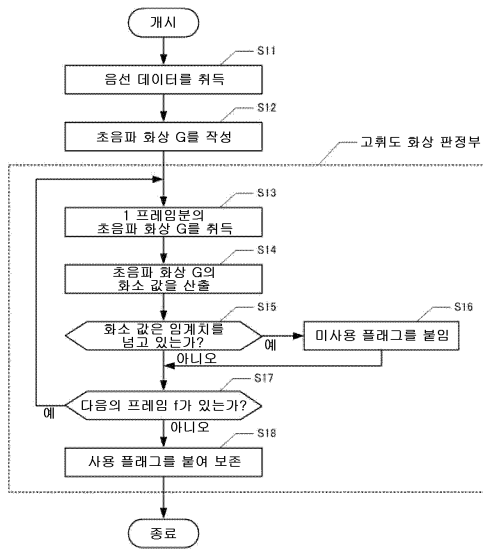 개시
S11
음선 데이터를 취득
S12
초음파 화상 G를 작성
고휘도 화상 판정부
S13
1 프레임분의
초음파 화상 G를 취득
S14
초음파 화상 G의
화소 값을 산출
S15
화소 값은 임계치를
넘고 있는가?
예
S16
미사용 플래그를 붙임
아니오
S17
다음의 프레임 f가 있는가?
예
아니오
S18
사용 플래그를 붙여 보존
종료